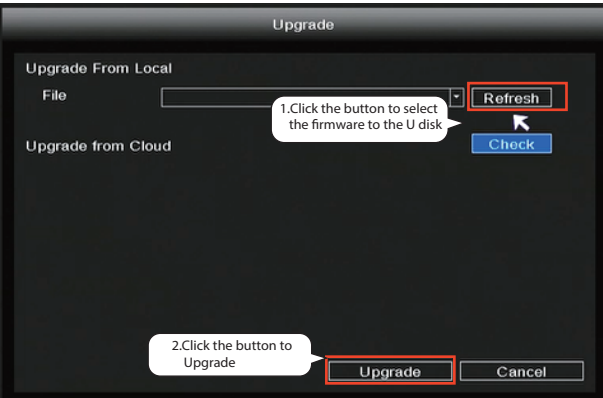 Upgrade
Upgrade From Local
File
Refresh
1.Click the button to select
the firmware to the U disk
Upgrade from Cloud
Check
2.Click the button to
Upgrade
Upgrade
Cancel